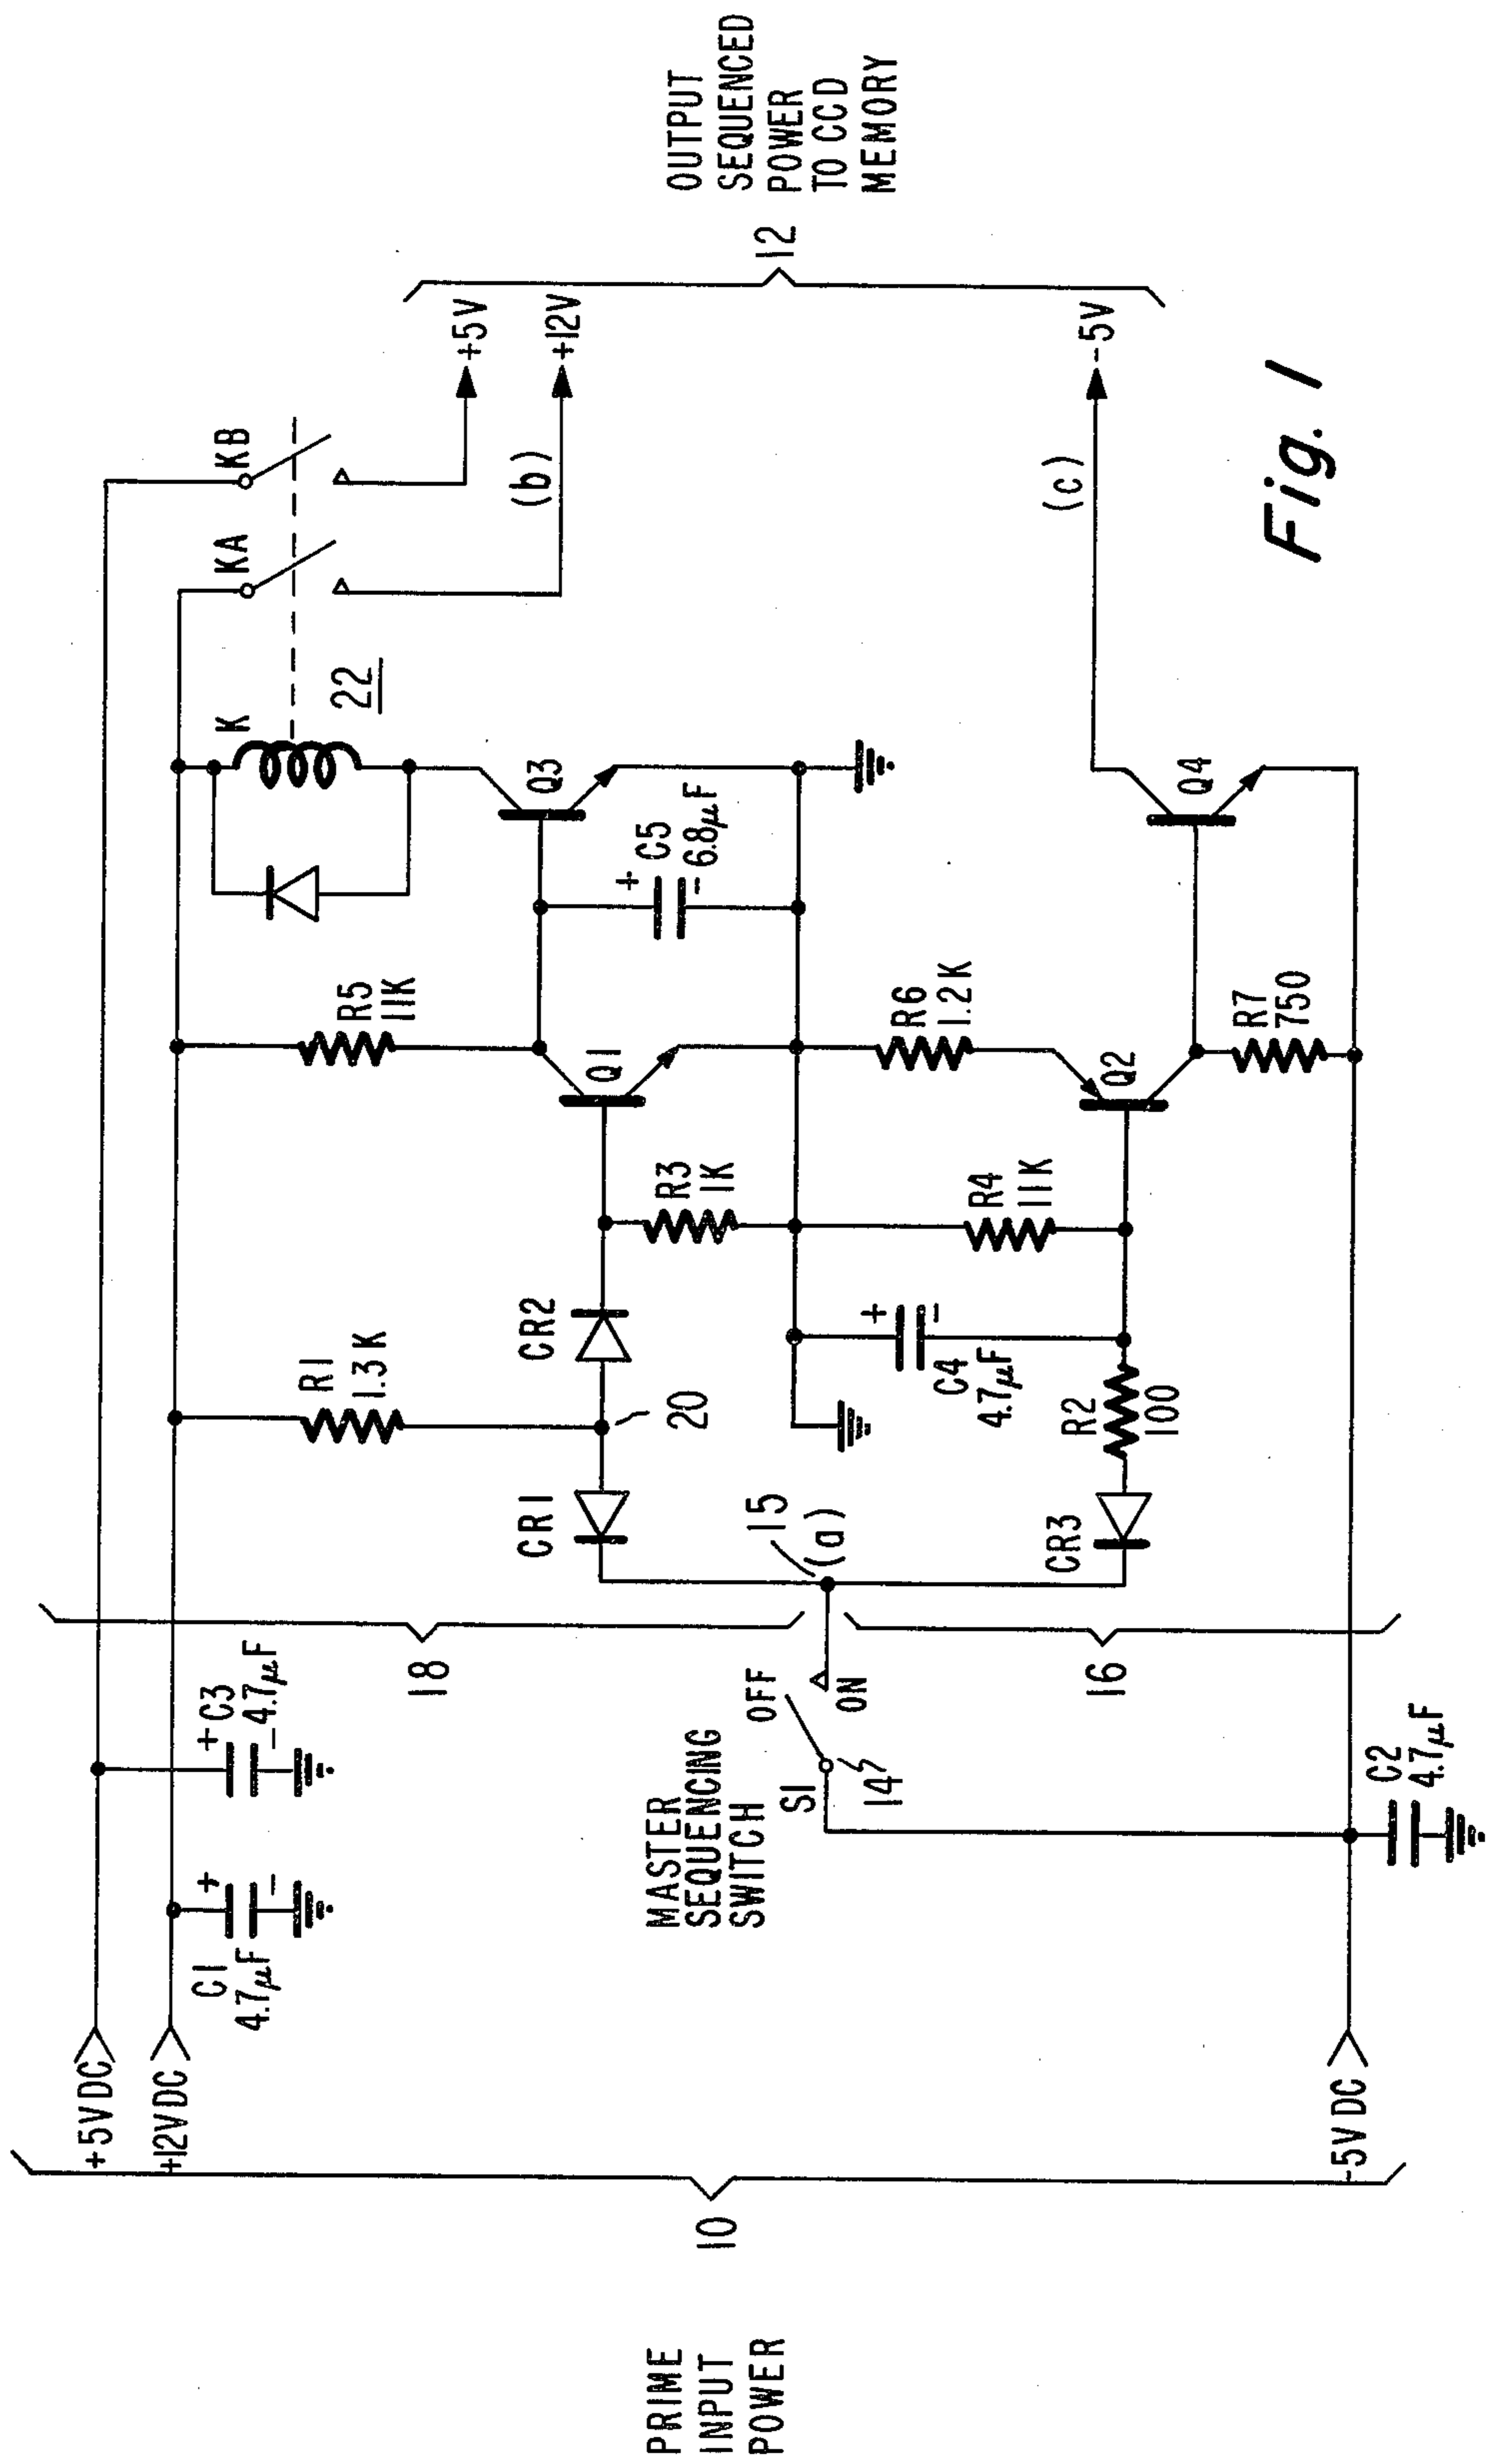 PRIME
INPUT
POWER
10
+5VDC
+12VDC
-5VDC
C1
4.7µF
+
-
+
C3
-4.7µF
C2
4.7µF
MASTER
SEQUENCING
SWITCH
S1
14
OFF
ON
18
16
15
(a)
CR1
CR3
R1
1.3K
20
CR2
R2
100
C4
4.7µF
+
-
R3
1K
R4
11K
R5
11K
Q1
R6
1.2K
Q2
R7
750
+
C5
-6.8µF
Q3
Q4
K
22
KA
KB
(b)
(c)
+5V
+12V
-5V
12
OUTPUT
SEQUENCED
POWER
TO CCD
MEMORY
Fig. 1